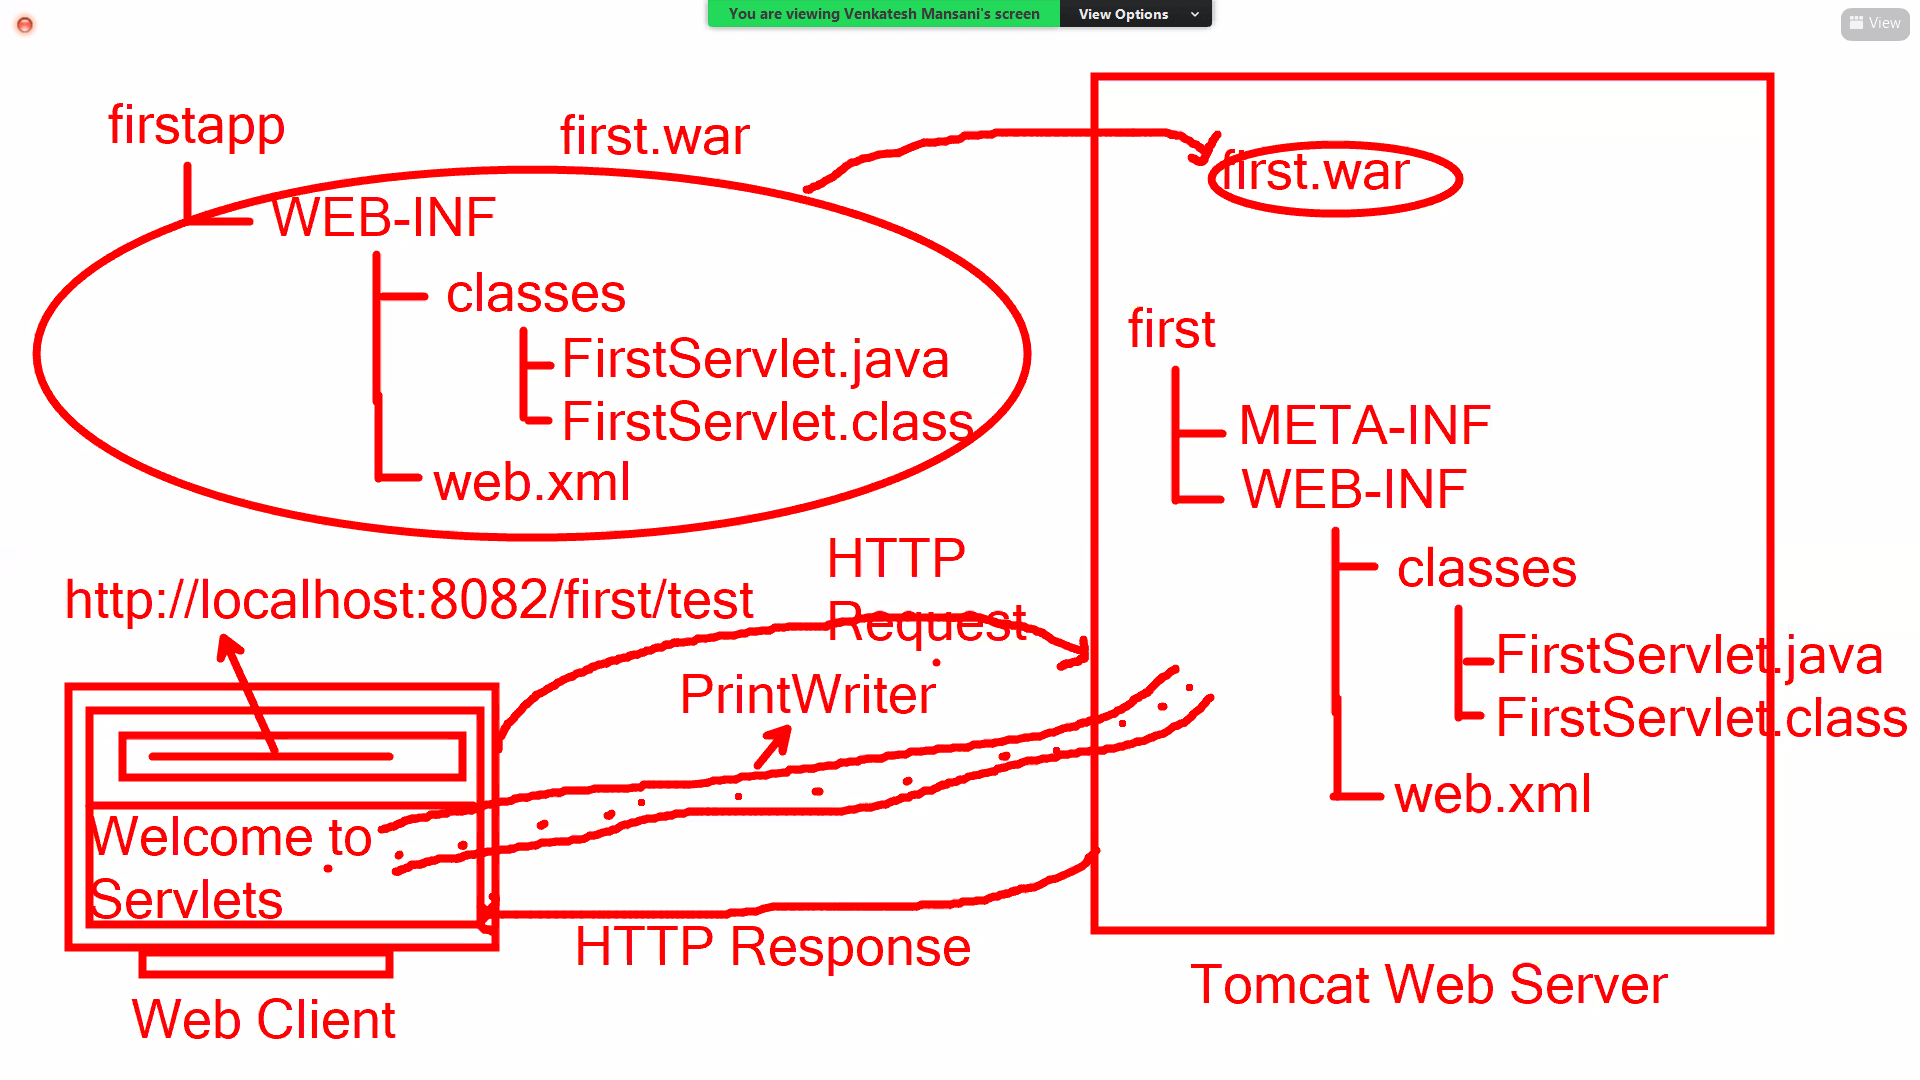 You are viewing Venkatesh Mansani's screen
View Options
View
firstapp
first.war
WEB-INF
classes
FirstServlet.java
FirstServlet.class
web.xml
first.war
first
META-INF
WEB-INF
classes
FirstServlet.java
FirstServlet.class
web.xml
Tomcat Web Server
http://localhost:8082/first/test
HTTP
Request
PrintWriter
Welcome to
Servlets
HTTP Response
Web Client